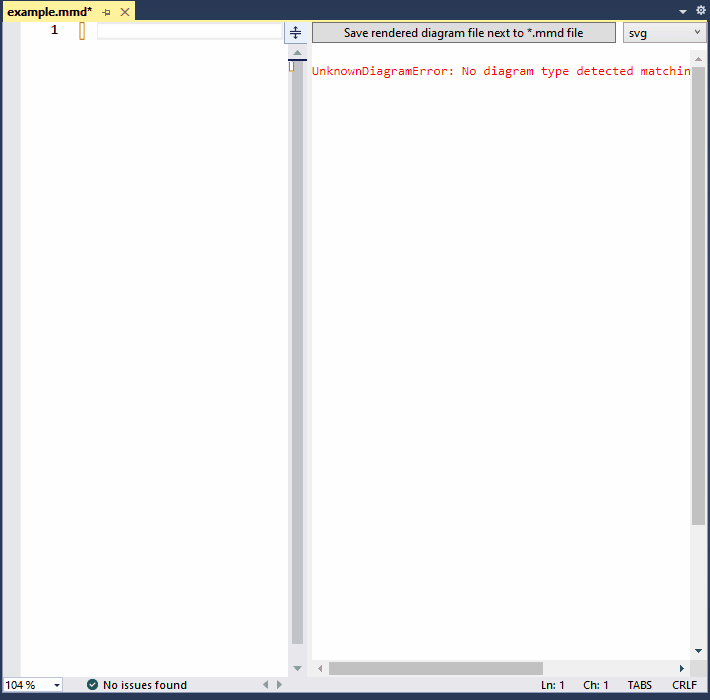 example.mmd*
1
Save rendered diagram file next to *.mmd file
svg
UnknownDiagramError: No diagram type detected matchin
104 %
No issues found
Ln: 1
Ch: 1
TABS
CRLF